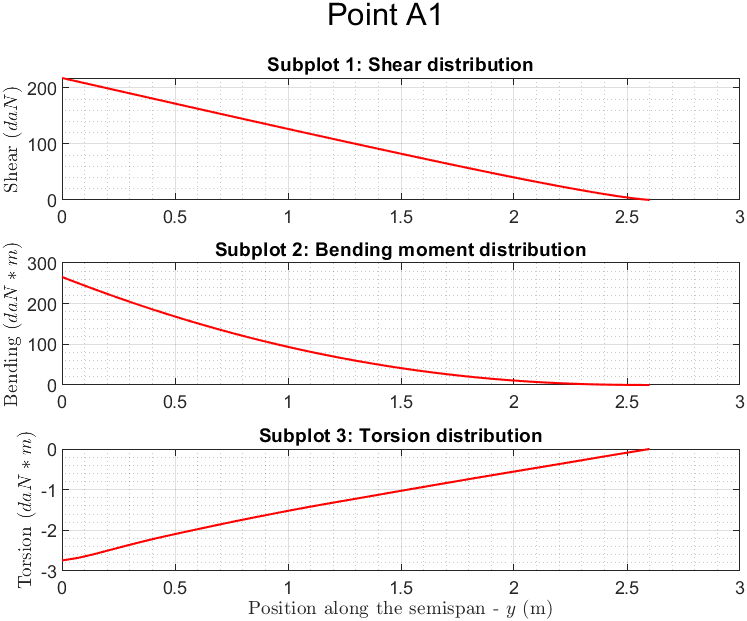 Point A1
Subplot 1: Shear distribution
Shear (daN)
200
100
0
0 0.5 1 1.5 2 2.5 3
Subplot 2: Bending moment distribution
Bending (daN * m)
300
200
100
0
0 0.5 1 1.5 2 2.5 3
Subplot 3: Torsion distribution
Torsion (daN * m)
0
-1
-2
-3
0 0.5 1 1.5 2 2.5 3
Position along the semispan - y (m)